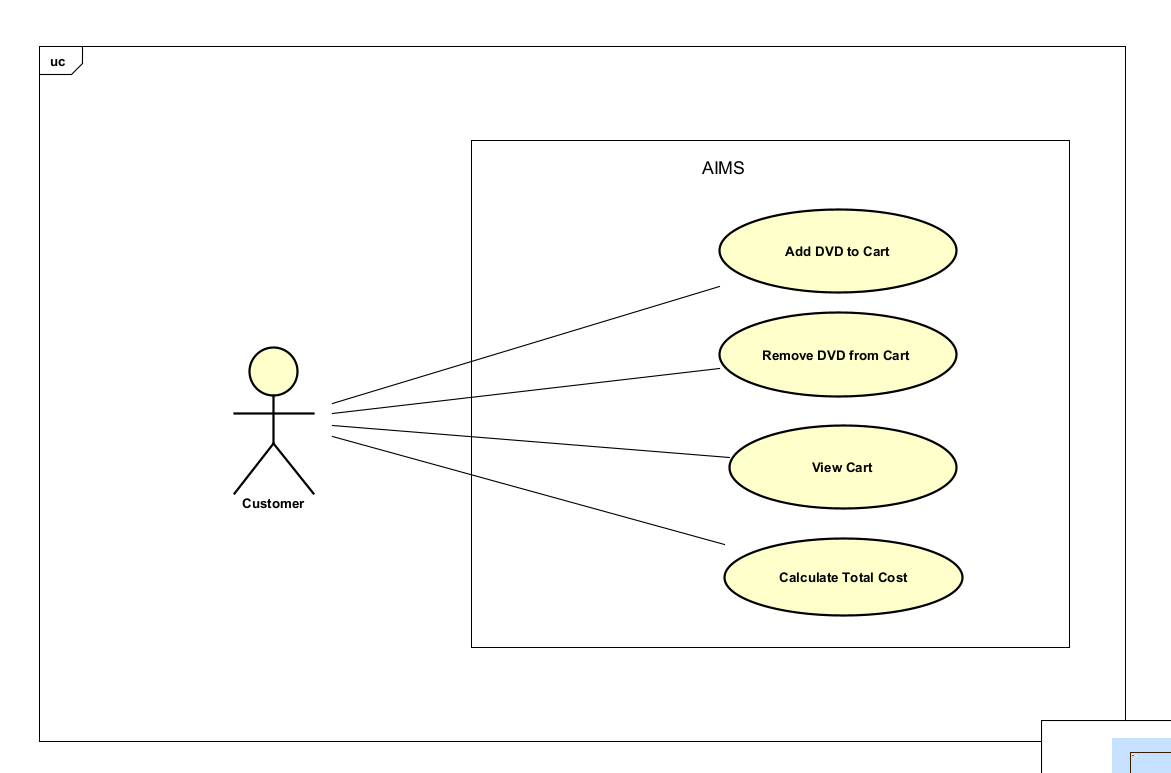 uc
AIMS
Add DVD to Cart
Remove DVD from Cart
View Cart
Calculate Total Cost
Customer